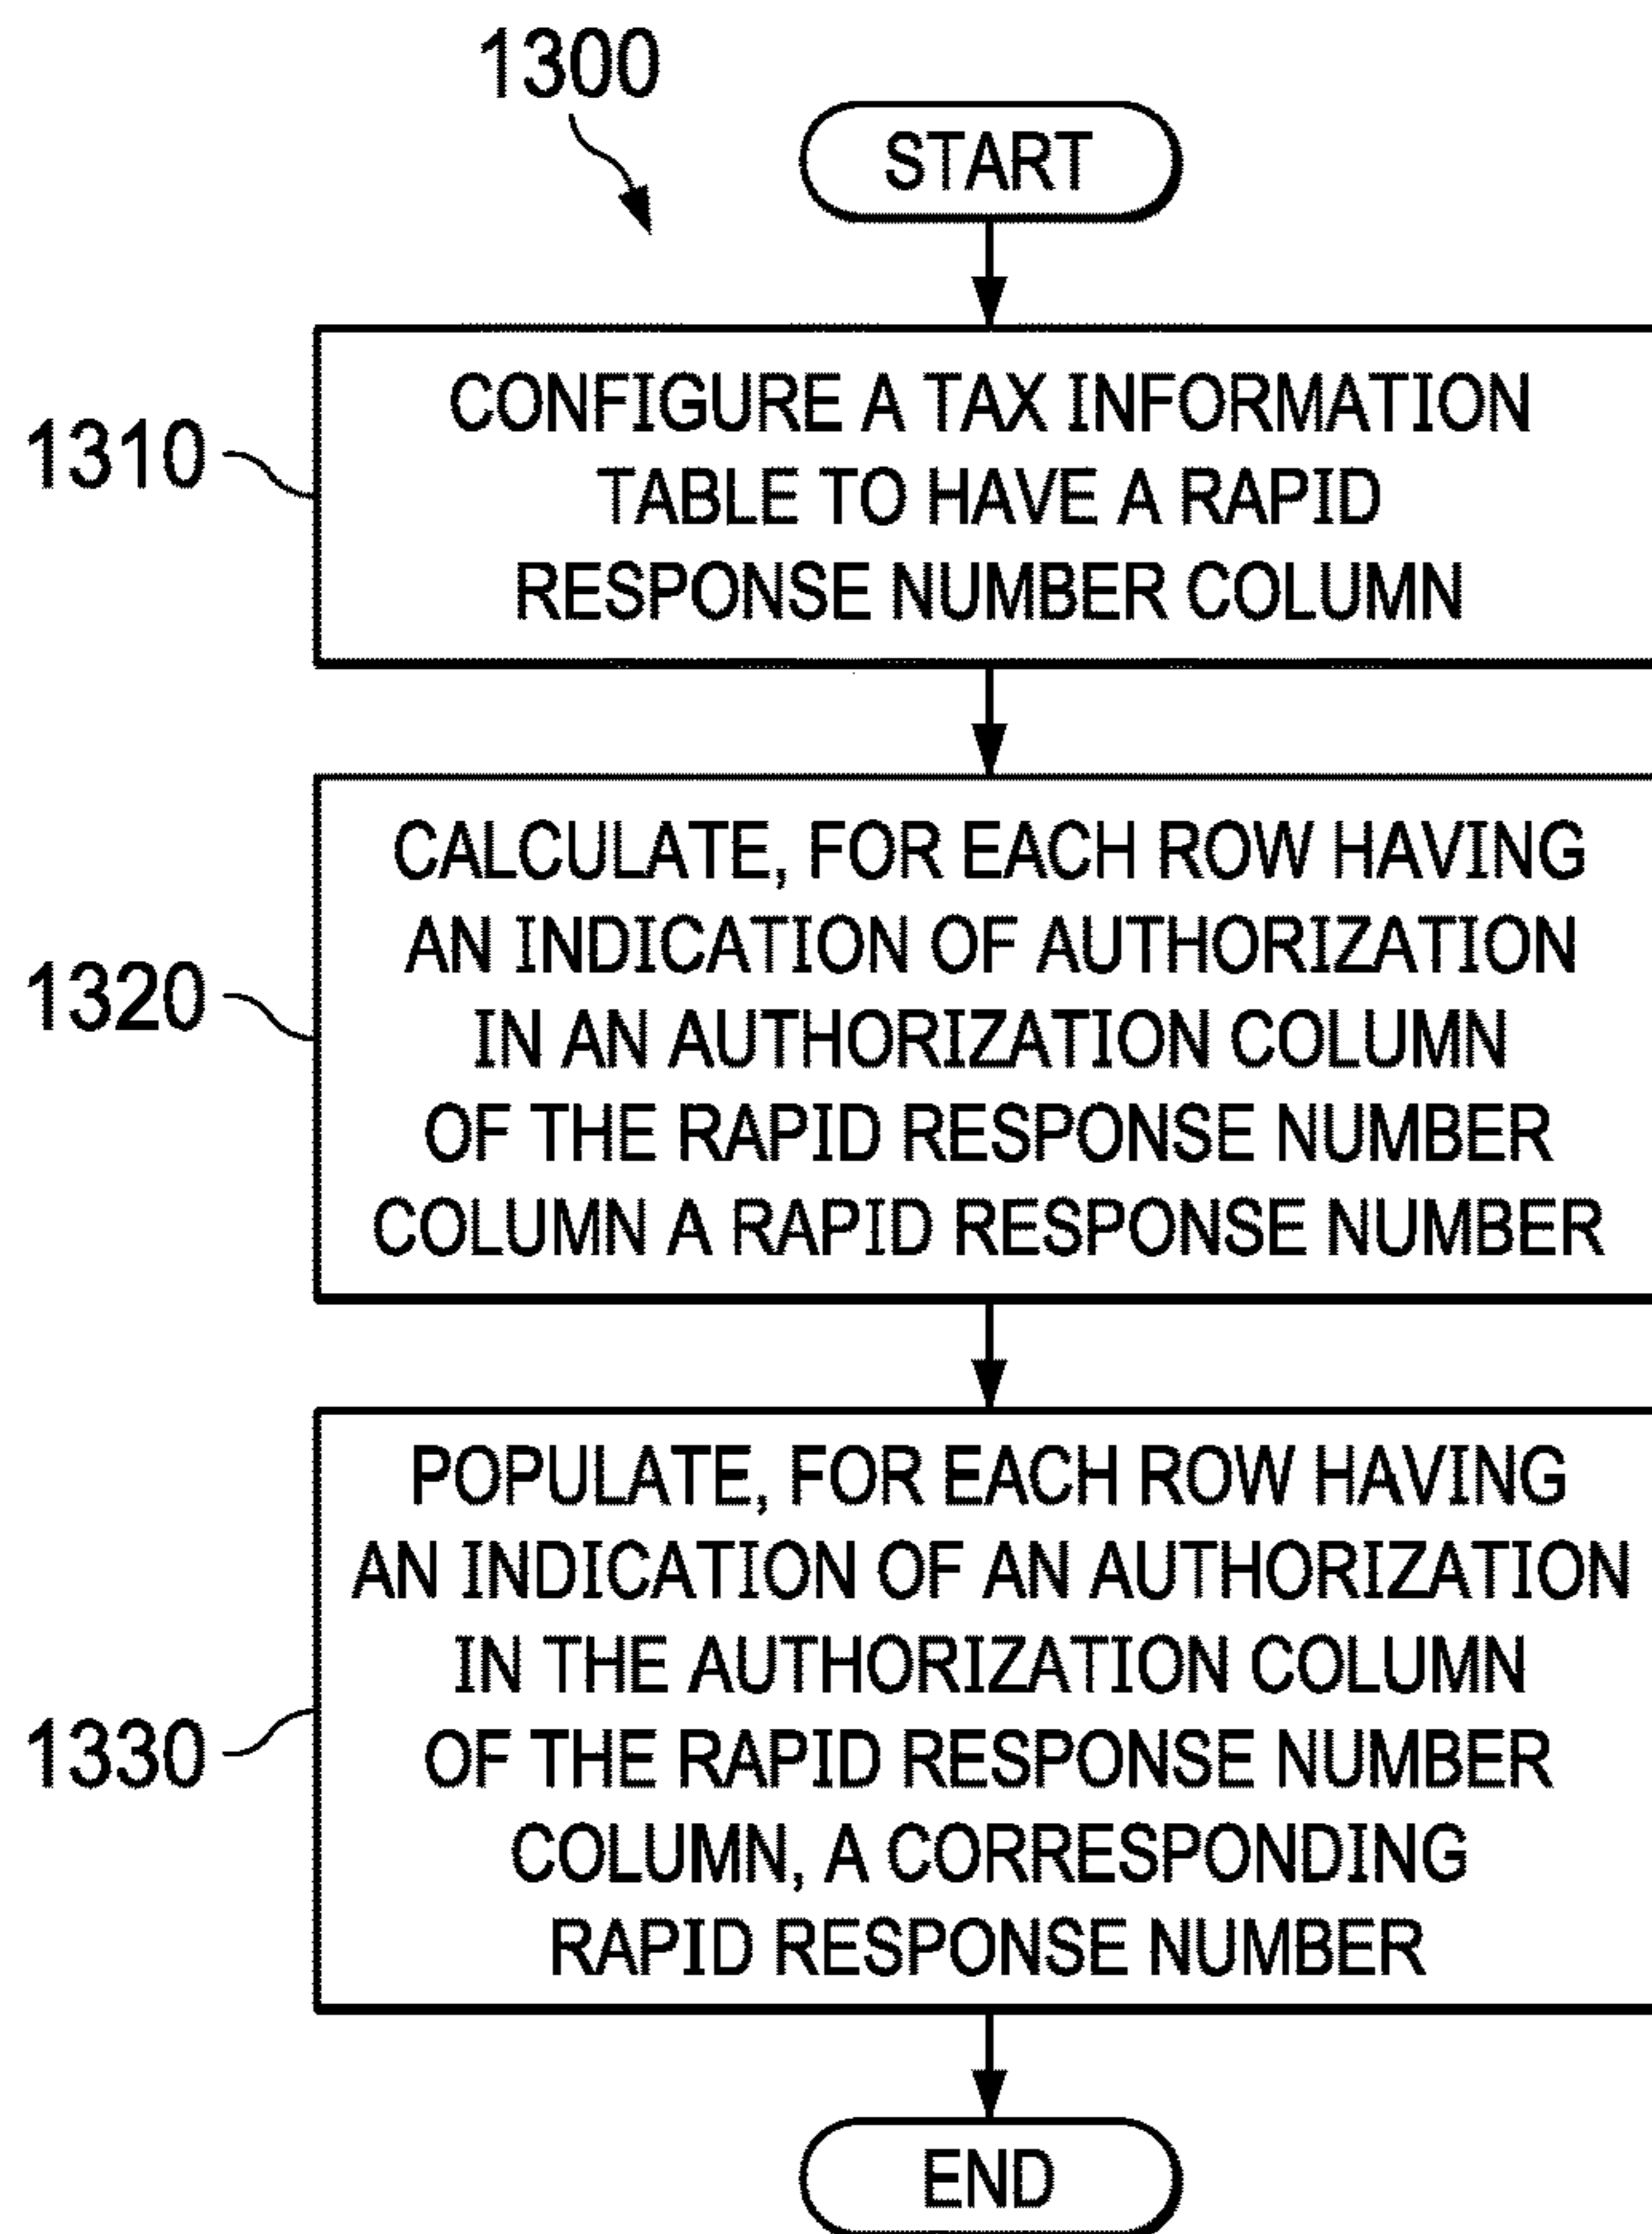 1300
START
1310
CONFIGURE A TAX INFORMATION
TABLE TO HAVE A RAPID
RESPONSE NUMBER COLUMN
1320
CALCULATE, FOR EACH ROW HAVING
AN INDICATION OF AUTHORIZATION
IN AN AUTHORIZATION COLUMN
OF THE RAPID RESPONSE NUMBER
COLUMN A RAPID RESPONSE NUMBER
1330
POPULATE, FOR EACH ROW HAVING
AN INDICATION OF AN AUTHORIZATION
IN THE AUTHORIZATION COLUMN
OF THE RAPID RESPONSE NUMBER
COLUMN, A CORRESPONDING
RAPID RESPONSE NUMBER
END